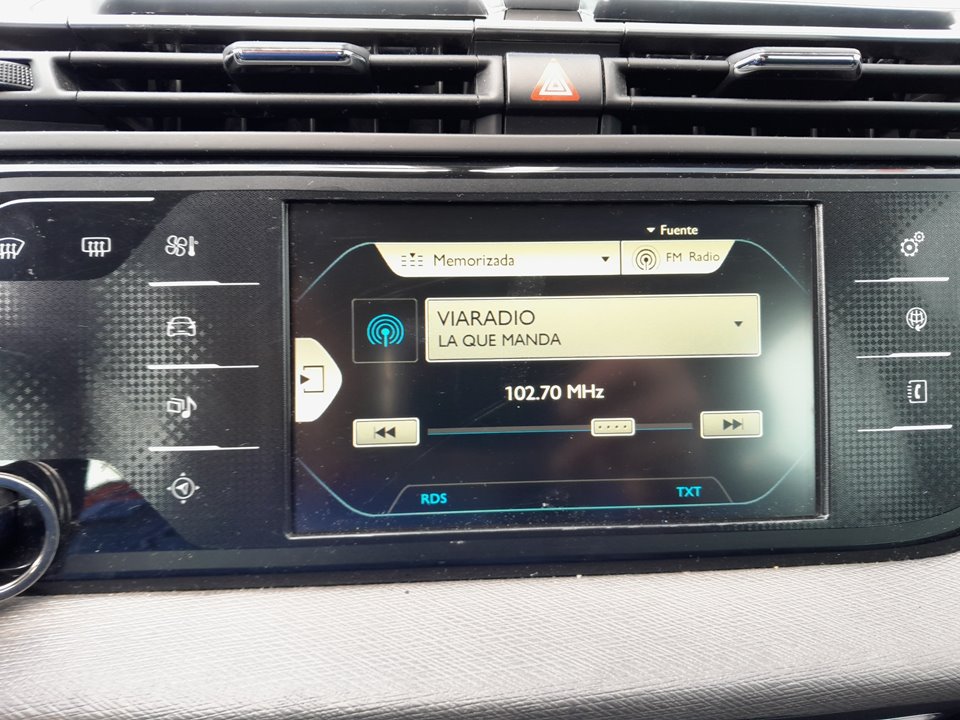 Fuente
Memorizada
FM Radio
VIARADIO
LA QUE MANDA
102.70 MHz
RDS
TXT